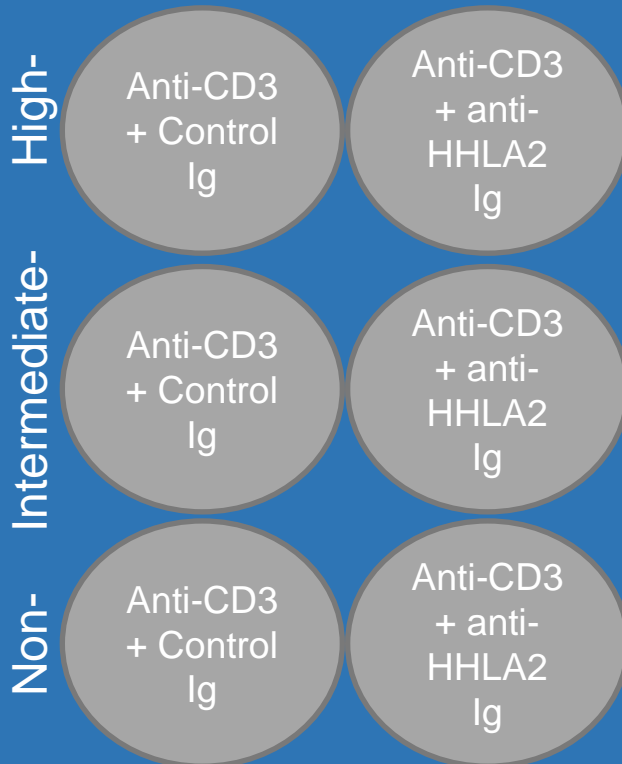 High-
Anti-CD3
+ Control
Ig
Anti-CD3
+ anti-
HHLA2
Ig
Intermediate-
Anti-CD3
+ Control
Ig
Anti-CD3
+ anti-
HHLA2
Ig
Non-
Anti-CD3
+ Control
Ig
Anti-CD3
+ anti-
HHLA2
Ig